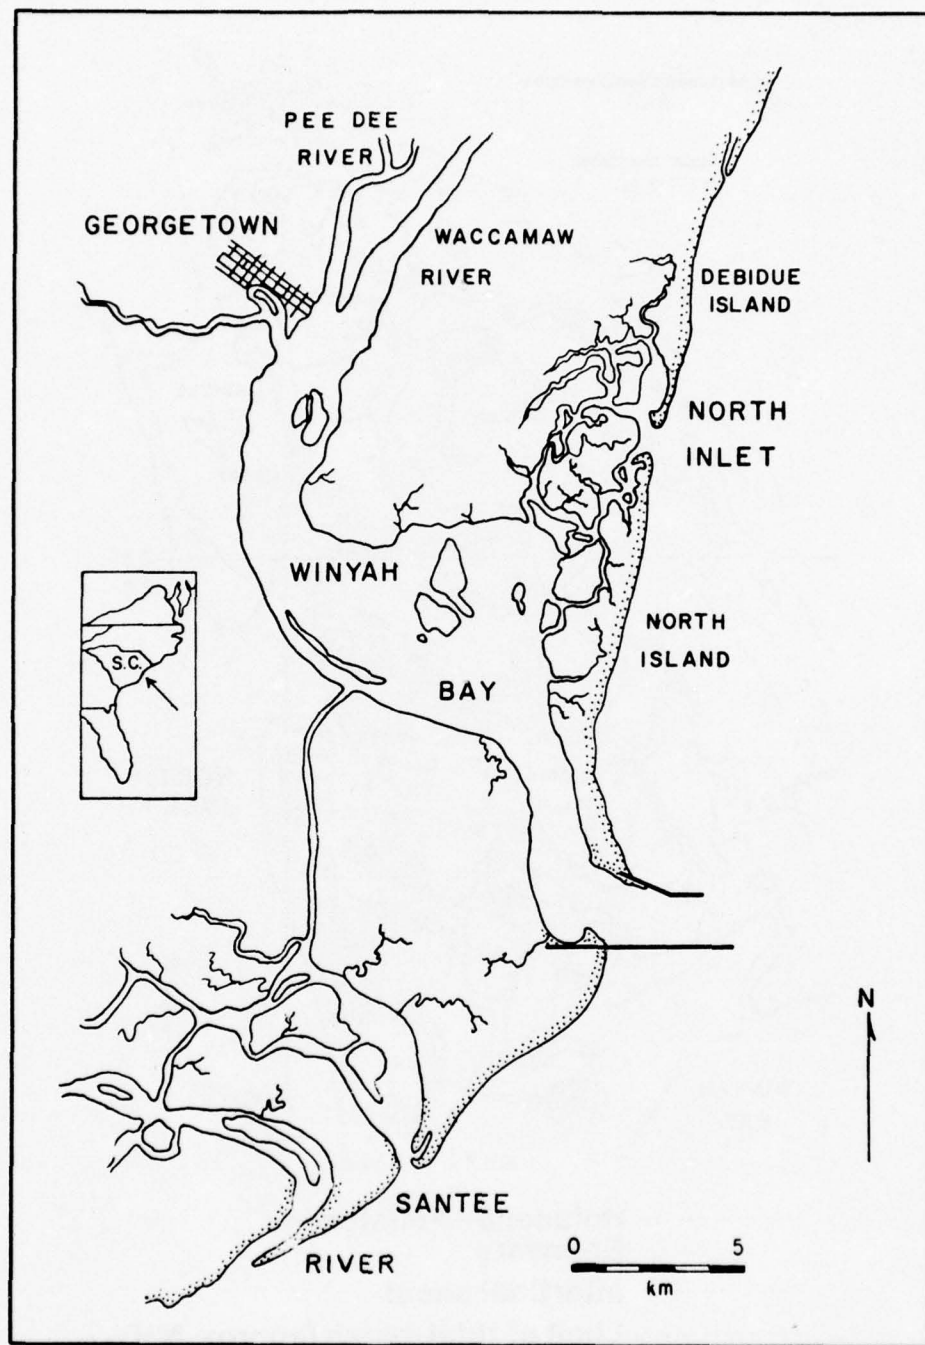 PEE DEE
RIVER
GEORGETOWN
WACCAMAW
RIVER
DEBIDUE
ISLAND
NORTH
INLET
WINYAH
BAY
NORTH
ISLAND
S.C.
N
SANTEE
RIVER
0 5
km